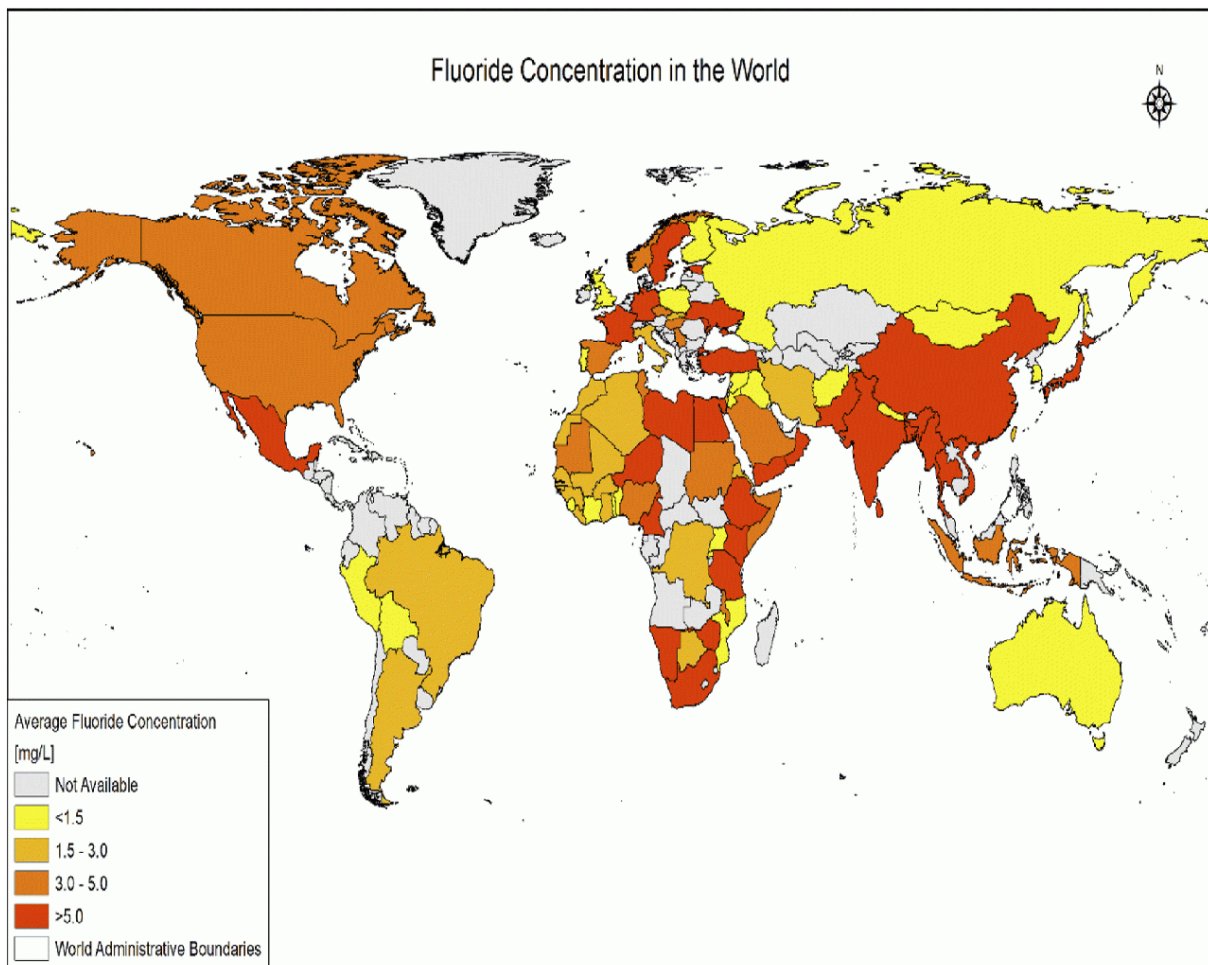 Fluoride Concentration in the World
N
Average Fluoride Concentration
[mg/L]
Not Available
<1.5
1.5 - 3.0
3.0 - 5.0
>5.0
World Administrative Boundaries